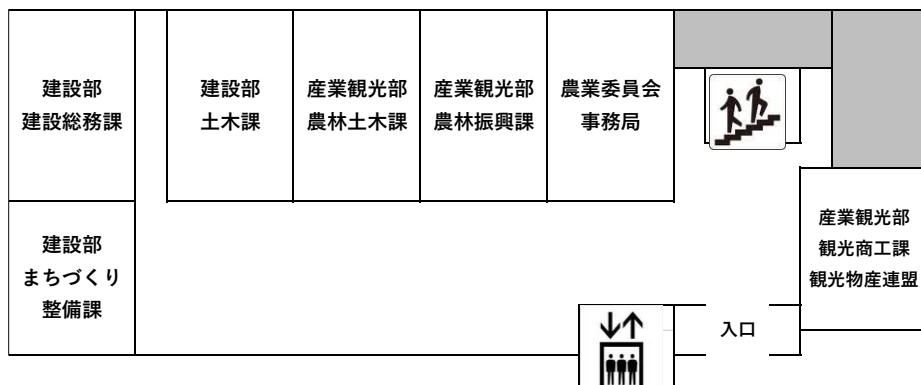 建設部
建設総務課
建設部
土木課
産業観光部
農林土木課
産業観光部
農林振興課
農業委員会
事務局
建設部
まちづくり
整備課
産業観光部
観光商工課
観光物産連盟
入口